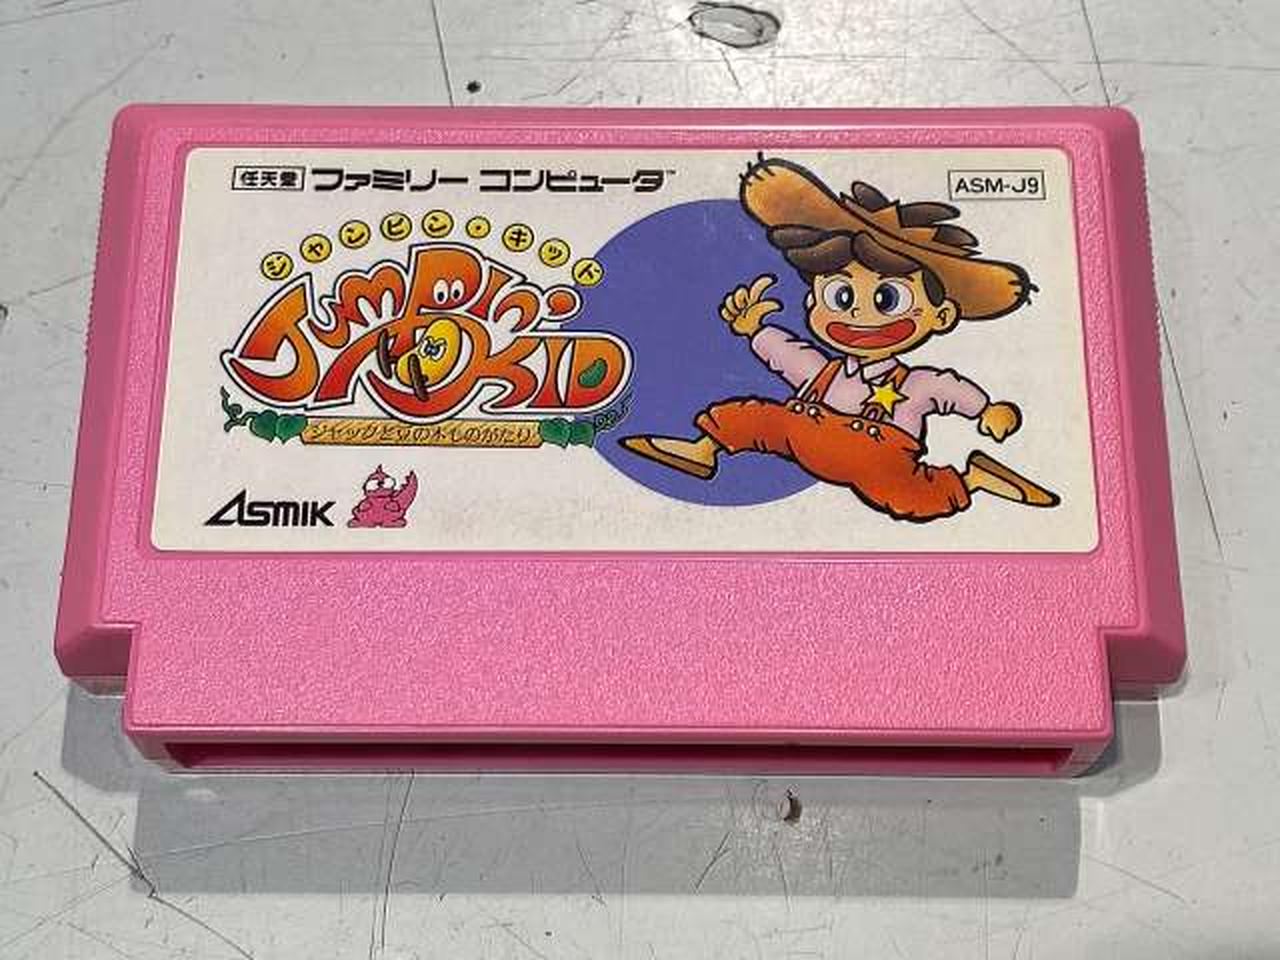 任天堂 ファミリー コンピュータ™
ASM-J9
ジャンピン・キッド
JUMPIN' KID
ジャックと豆の木ものがたり
ASMIK